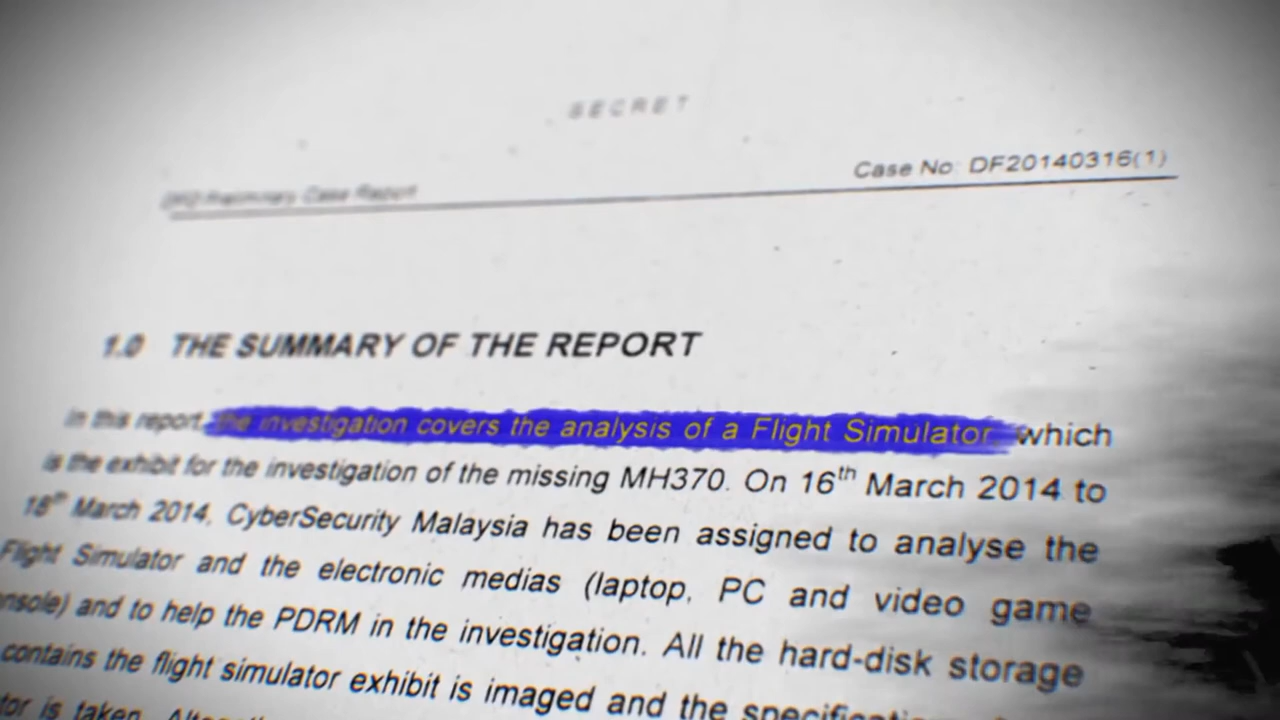 SECRET
Case No: DF20140316(1)
Preliminary Case Report
1.0 THE SUMMARY OF THE REPORT
In this report, the investigation covers the analysis of a Flight Simulator, which
is the exhibit for the investigation of the missing MH370. On 16th March 2014 to
18th March 2014, CyberSecurity Malaysia has been assigned to analyse the
Flight Simulator and the electronic medias (laptop, PC and video game
nsole) and to help the PDRM in the investigation. All the hard-disk storage
contains the flight simulator exhibit is imaged and the
tor is taken.